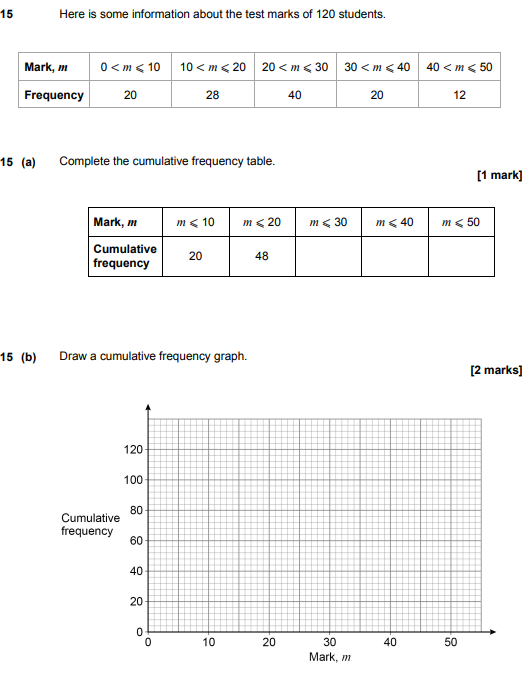 15 Here is some information about the test marks of 120 students.
Mark, m 0 < m ⩽ 10 10 < m ⩽ 20 20 < m ⩽ 30 30 < m ⩽ 40 40 < m ⩽ 50
Frequency 20 28 40 20 12
15 (a) Complete the cumulative frequency table.
[1 mark]
Mark, m m ⩽ 10 m ⩽ 20 m ⩽ 30 m ⩽ 40 m ⩽ 50
Cumulative
frequency 20 48
15 (b) Draw a cumulative frequency graph.
[2 marks]
120
100
80
Cumulative
frequency
60
40
20
0
0 10 20 30 40 50
Mark, m